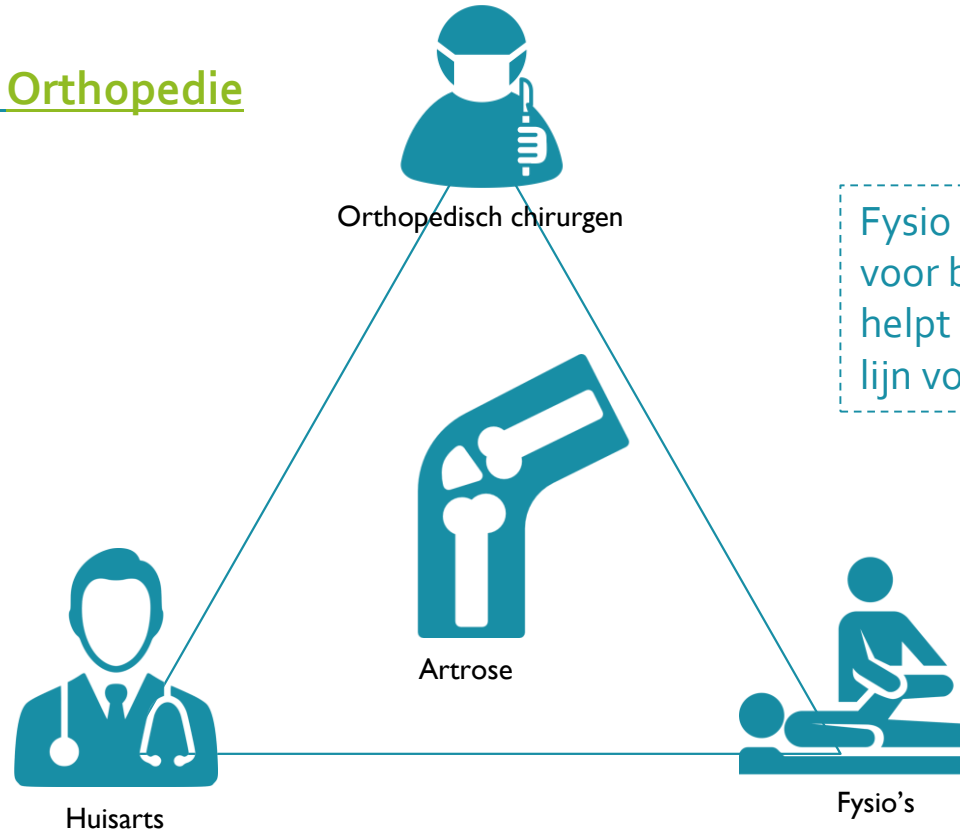 Orthopedie
Orthopedisch chirurgen
Fysio
voor
helpt
lijn
Artrose
Huisarts
Fysio's